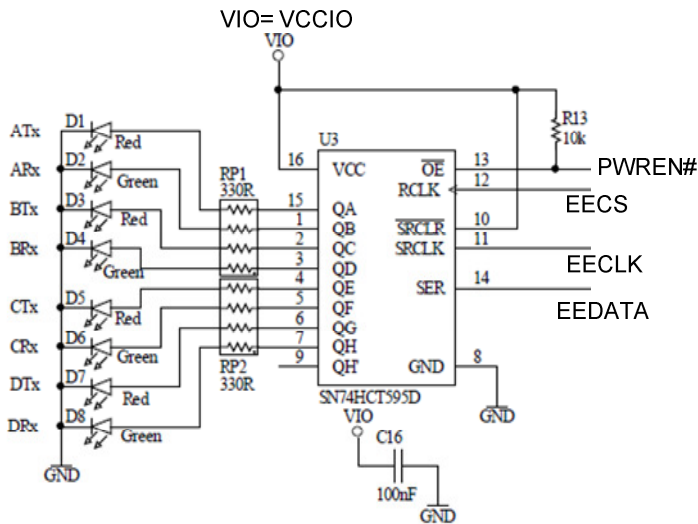 VIO= VCCIO
VIO
ATx D1 Red
ARx D2 Green
BTx D3 Red
BRx D4 Green
CTx D5 Red
CRx D6 Green
DTx D7 Red
DRx D8 Green
GND
RP1
330R
RP2
330R
U3
16 VCC OE 13 PWREN#
RCLK 12 EECS
15 QA
1 QB SRCLR 10
2 QC SRCLK 11 EECLK
3 QD
4 QE SER 14 EEDATA
5 QF
6 QG
7 QH
9 QH' GND 8
GND
SN74HCT595D
R13
10k
VIO
C16
100nF
GND